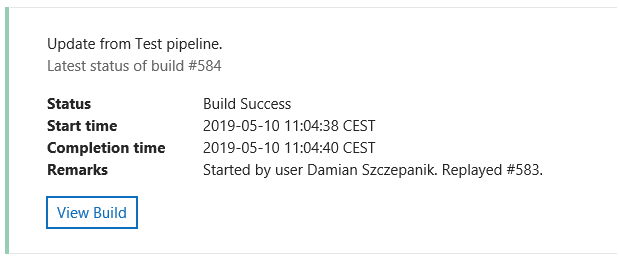 Update from Test pipeline.
Latest status of build #584
Status Build Success
Start time 2019-05-10 11:04:38 CEST
Completion time 2019-05-10 11:04:40 CEST
Remarks Started by user Damian Szczepanik. Replayed #583.
View Build